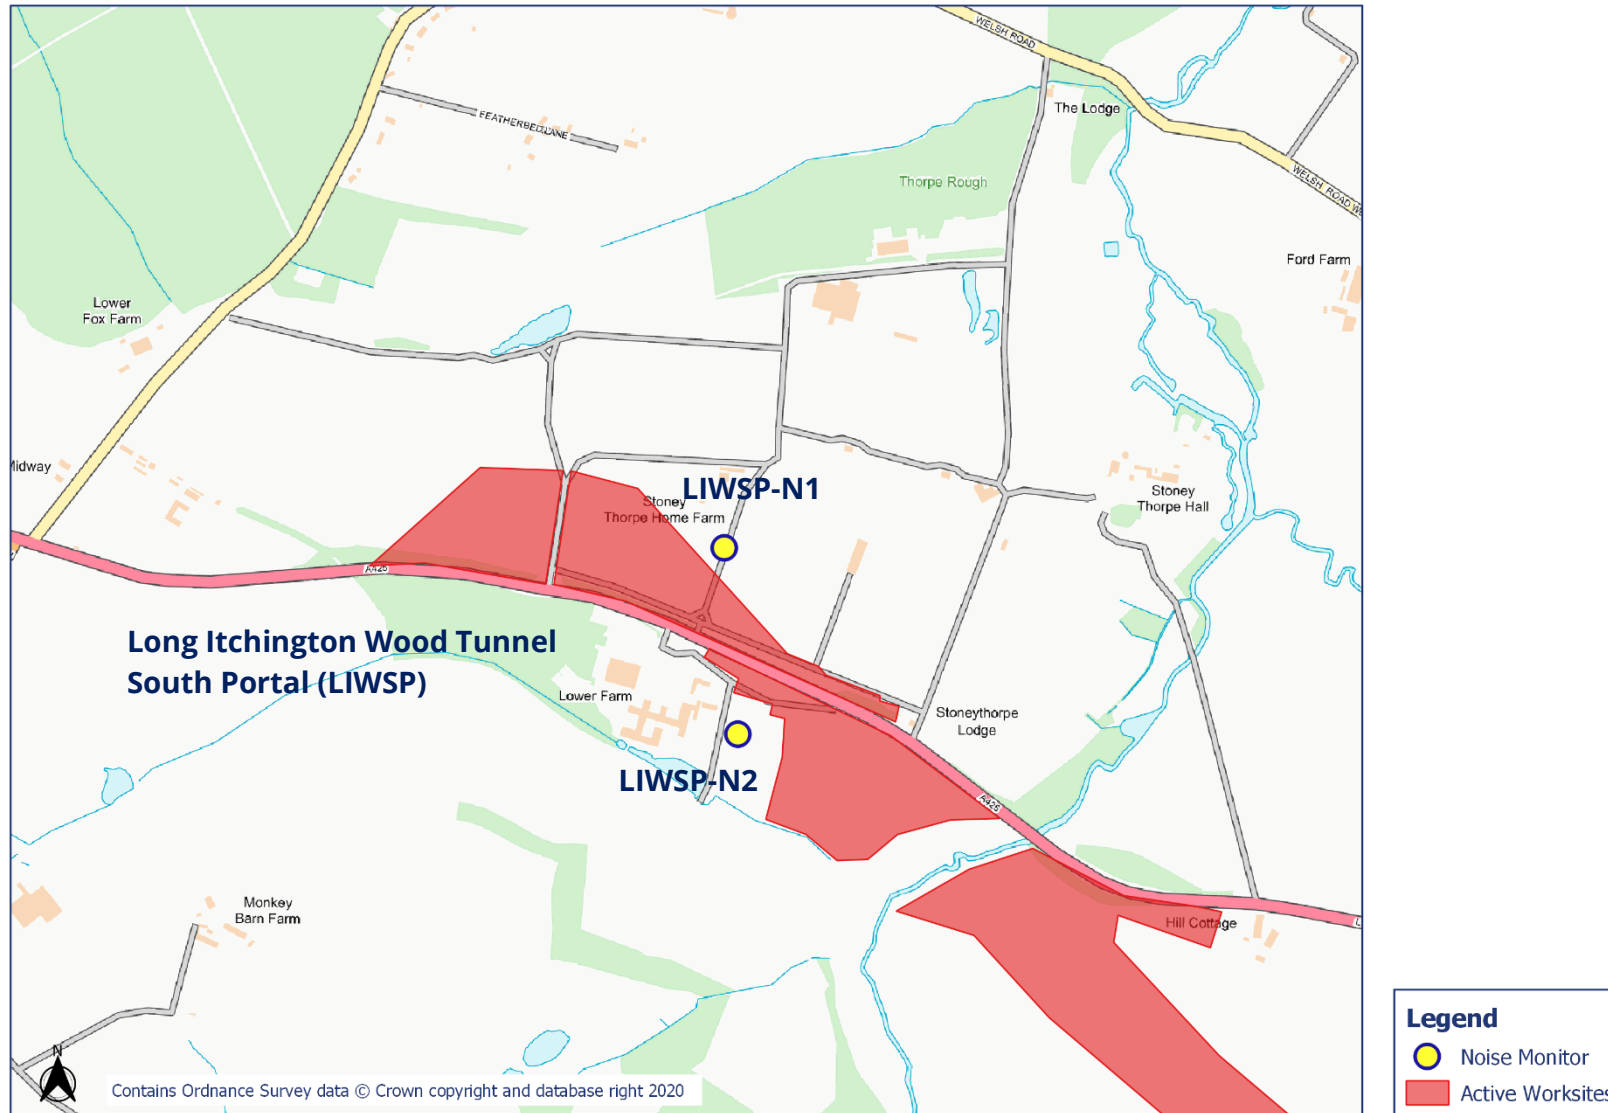 WELSH ROAD
The Lodge
FEATHERBED LANE
Thorpe Rough
WELSH ROAD W
Ford Farm
Lower
Fox Farm
Midway
LIWSP-N1
Stoney
Thorpe Home Farm
Stoney
Thorpe Hall
A425
Long Itchington Wood Tunnel
South Portal (LIWSP)
Lower Farm
Stoneythorpe
Lodge
LIWSP-N2
A425
Monkey
Barn Farm
Hill Cottage
L
Legend
Noise Monitor
Active Worksites
N
Contains Ordnance Survey data © Crown copyright and database right 2020